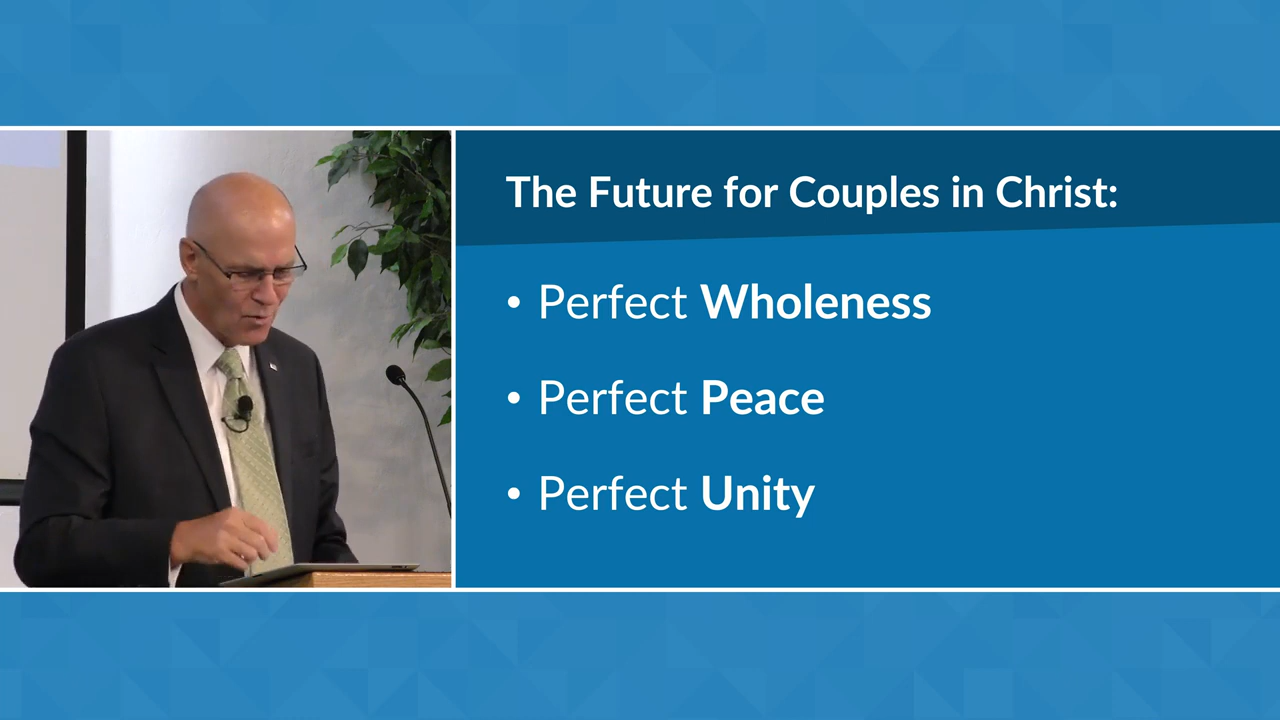 The Future for Couples in Christ:
• Perfect Wholeness
• Perfect Peace
• Perfect Unity